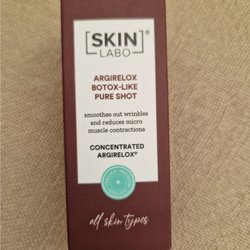 [SKIN]®
LABO
ARGIRELOX
BOTOX-LIKE
PURE SHOT
smoothes out wrinkles
and reduces micro
muscle contractions
CONCENTRATED
ARGIRELOX®
all skin types